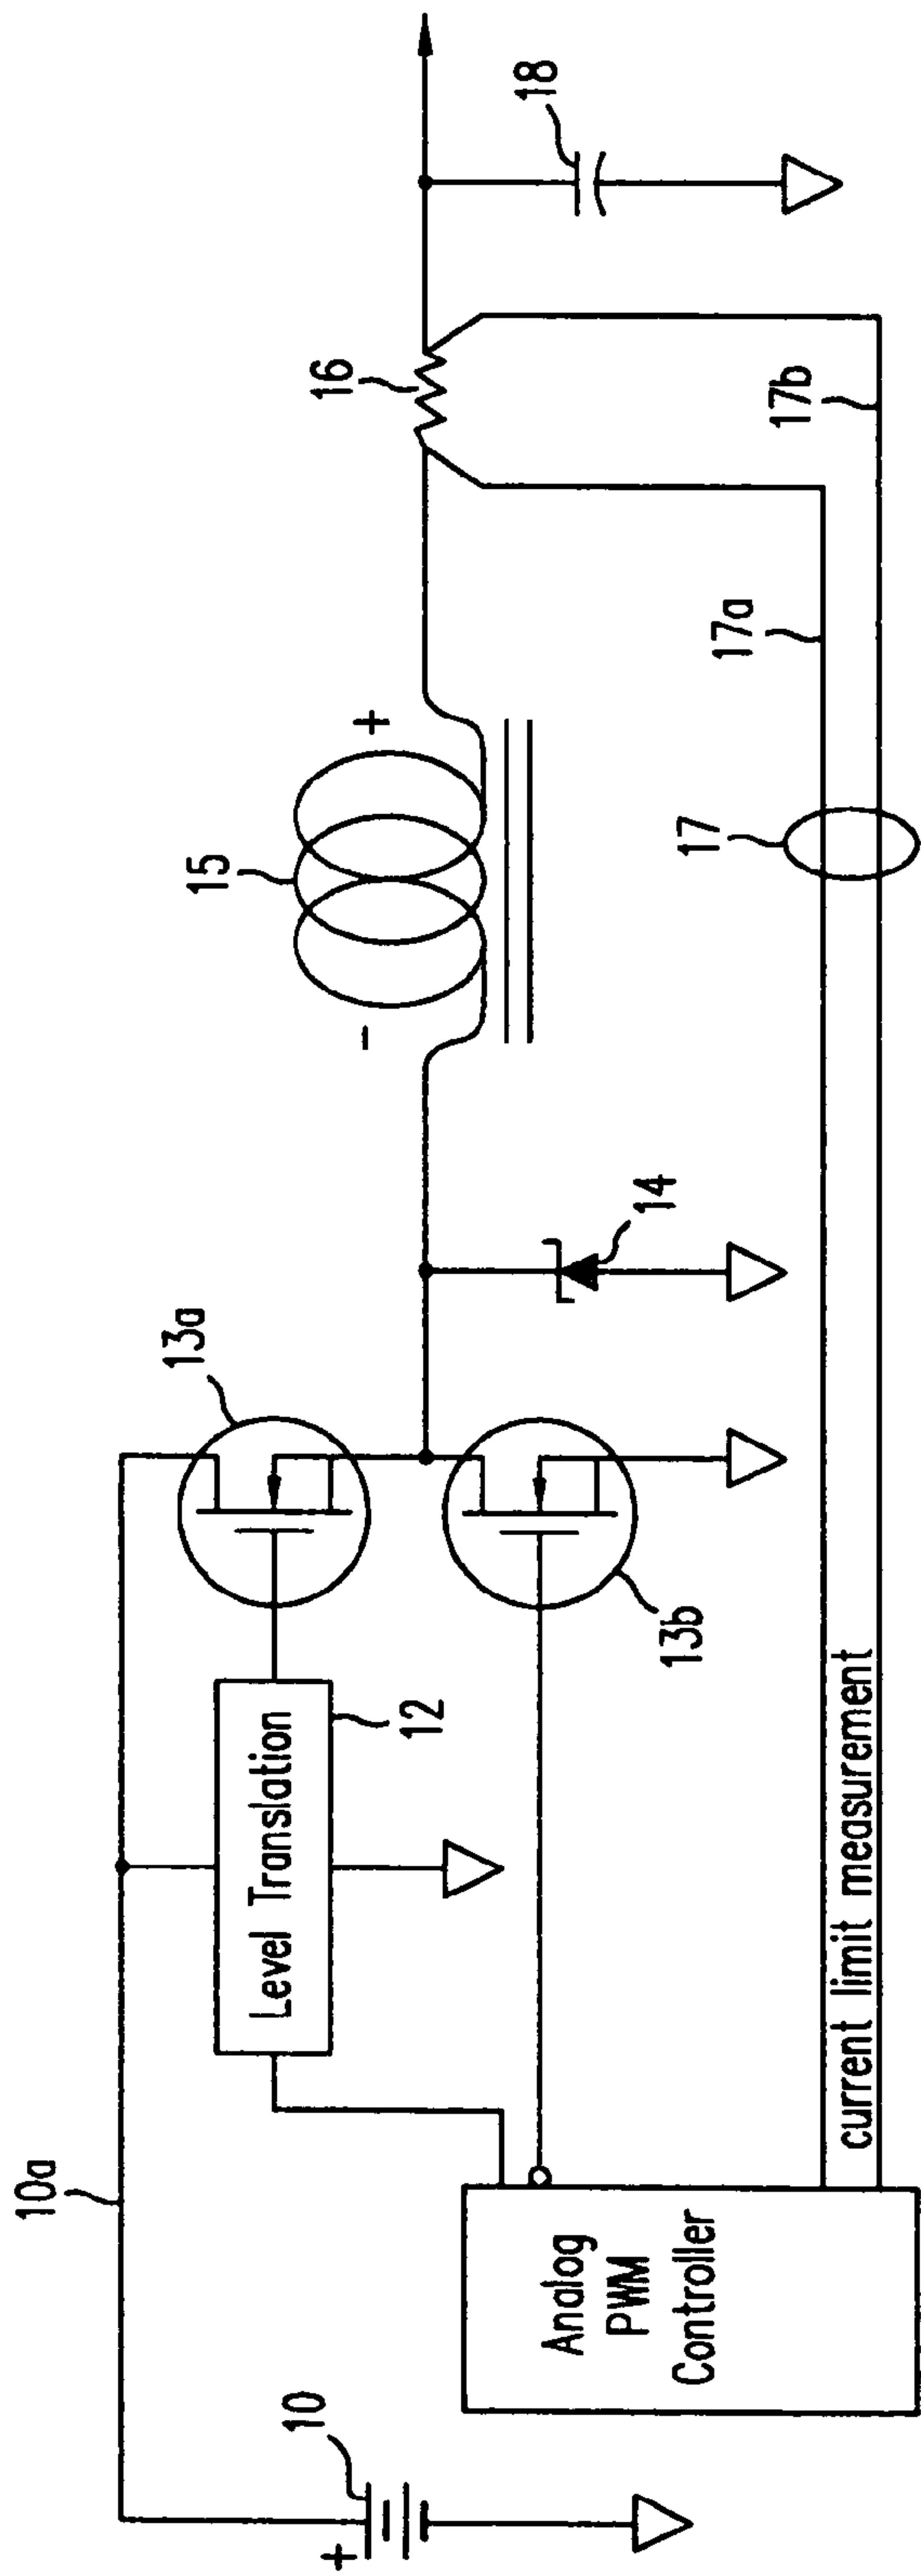 10a
+
10
Level Translation
12
13a
13b
14
-
15
+
16
18
17
17a
17b
Analog
PWM
Controller
current limit measurement